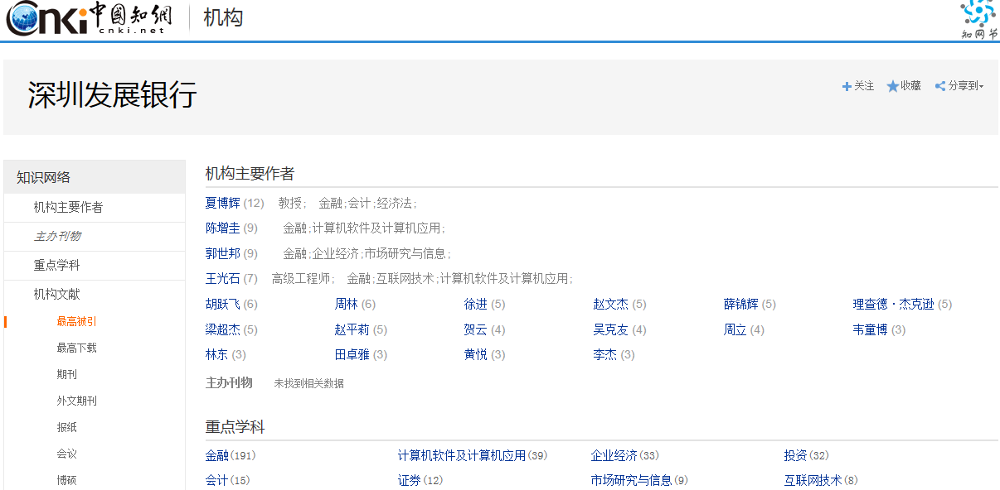 Cnki 中國知網 机构
cnki.net
知网节
深圳发展银行
关注 收藏 分享到
知识网络
机构主要作者
主办刊物
重点学科
机构文献
最高被引
最高下载
期刊
外文期刊
报纸
会议
博硕
机构主要作者
夏博辉 (12) 教授; 金融;会计;经济法;
陈增圭 (9) 金融;计算机软件及计算机应用;
郭世邦 (9) 金融;企业经济;市场研究与信息;
王光石 (7) 高级工程师; 金融;互联网技术;计算机软件及计算机应用;
胡跃飞 (6) 周林 (6) 徐进 (5) 赵文杰 (5) 薛锦辉 (5) 理查德·杰克逊 (5)
梁超杰 (5) 赵平莉 (5) 贺云 (4) 吴克友 (4) 周立 (4) 韦童博 (3)
林东 (3) 田卓雅 (3) 黄悦 (3) 李杰 (3)
主办刊物 未找到相关数据
重点学科
金融(191) 计算机软件及计算机应用(39) 企业经济(33) 投资(32)
会计(15) 证券(12) 市场研究与信息(9) 互联网技术(8)